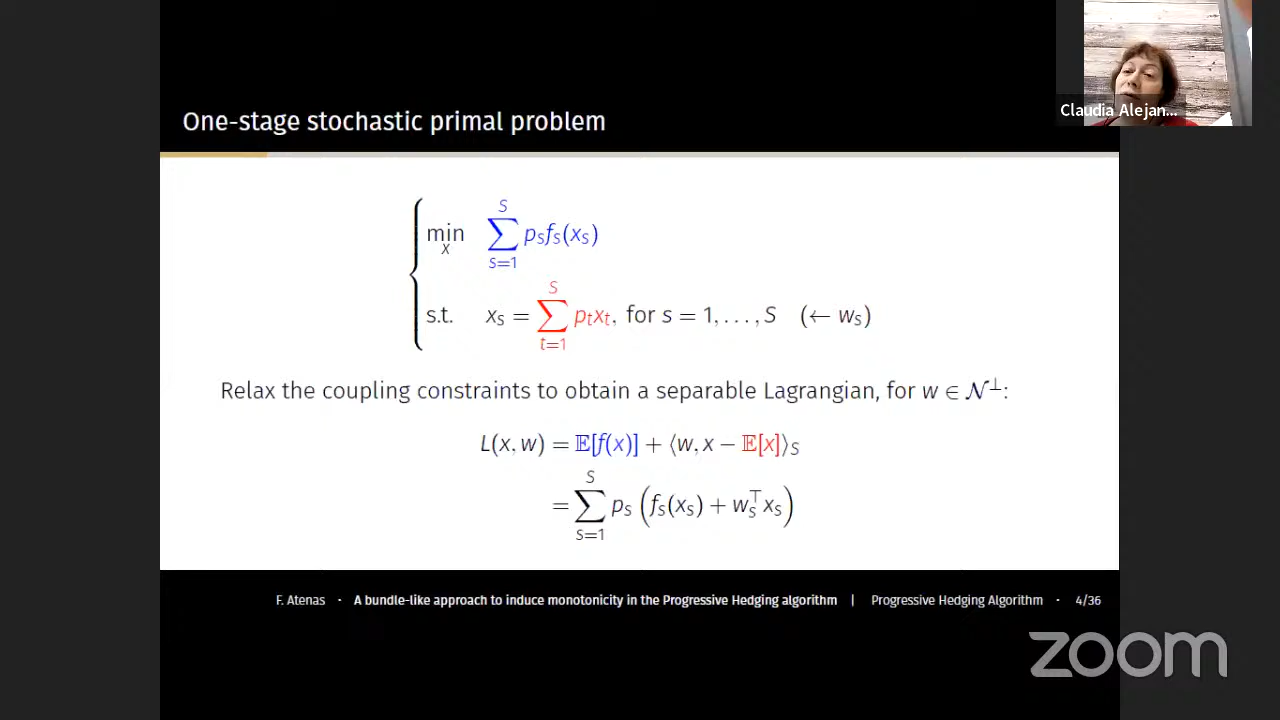 Claudia Alejan...
One-stage stochastic primal problem
min_x ∑_{s=1}^{S} p_s f_s(x_s)
s.t. x_s = ∑_{t=1}^{S} p_t x_t, for s = 1, . . . , S (← w_s)
Relax the coupling constraints to obtain a separable Lagrangian, for w ∈ 𝒩^⊥:
L(x, w) = 𝔼[f(x)] + ⟨w, x − 𝔼[x]⟩_S
= ∑_{s=1}^{S} p_s (f_s(x_s) + w_s^⊤ x_s)
F. Atenas · A bundle-like approach to induce monotonicity in the Progressive Hedging algorithm | Progressive Hedging Algorithm · 4/36
zoom